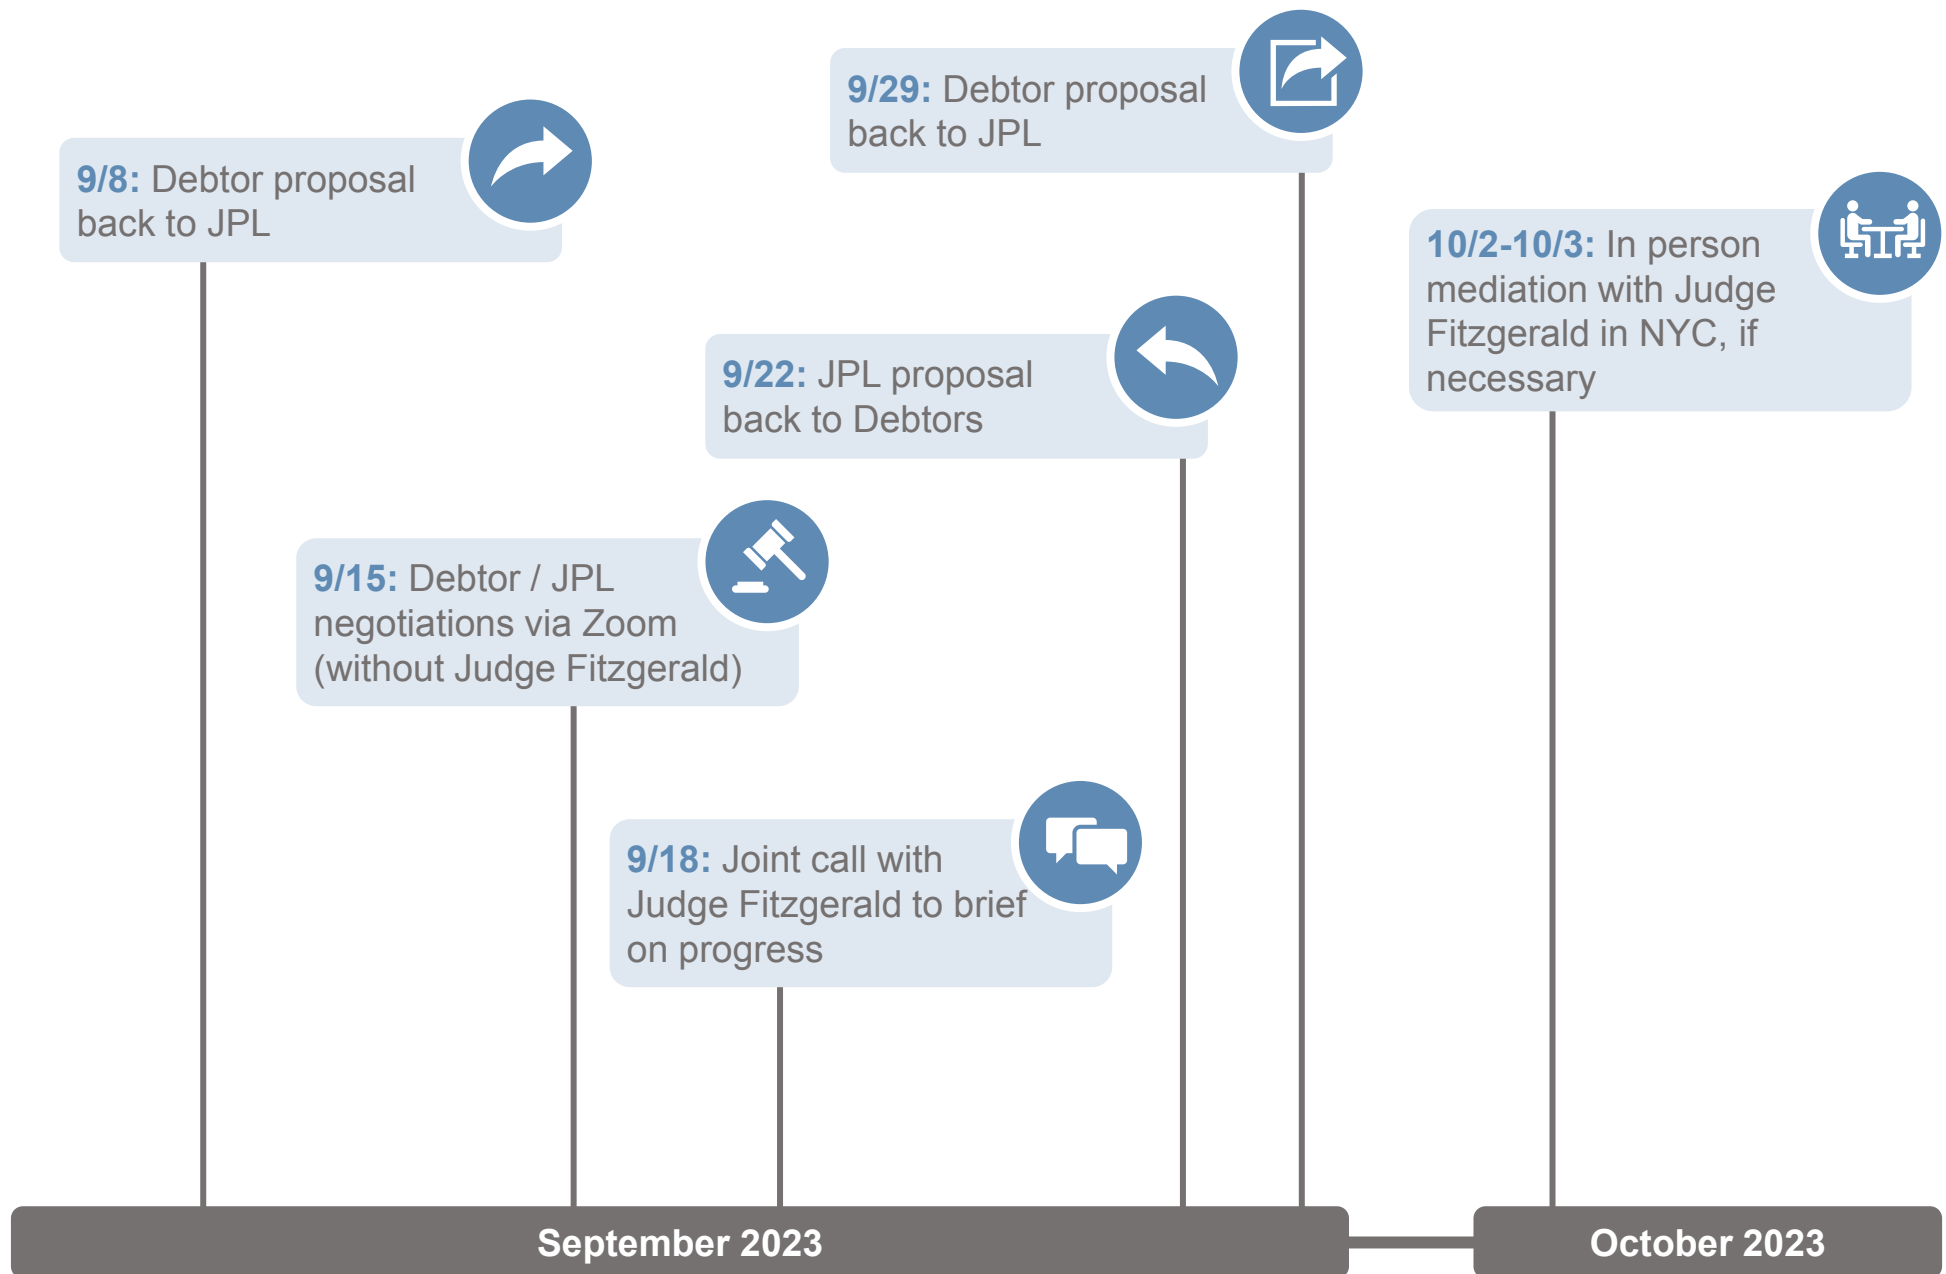 9/8: Debtor proposal
back to JPL
9/15: Debtor / JPL
negotiations via Zoom
(without Judge Fitzgerald)
9/18: Joint call with
Judge Fitzgerald to brief
on progress
9/22: JPL proposal
back to Debtors
9/29: Debtor proposal
back to JPL
10/2-10/3: In person
mediation with Judge
Fitzgerald in NYC, if
necessary
September 2023
October 2023